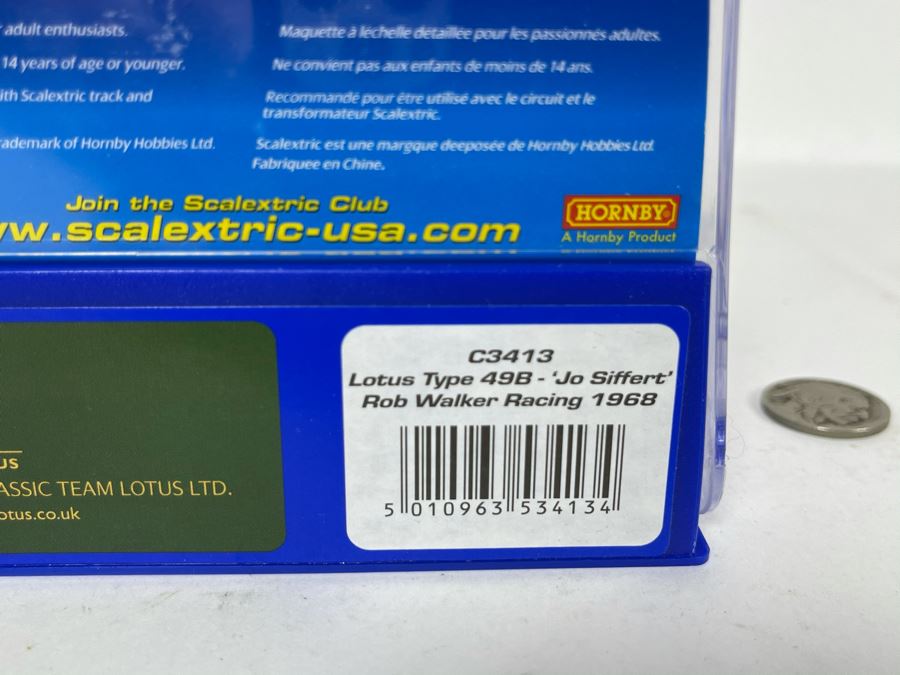 adult enthusiasts.
14 years of age or younger.
ith Scalextric track and
rademark of Hornby Hobbies Ltd.
Maquette à léchelle detaillée pour les passionnés adultes.
Ne convient pas aux enfants de moins de 14 ans.
Recommandé pour être utilisé avec le circuit et le
transformateur Scalextric.
Scalextric est une margque deeposée de Hornby Hobbies Ltd.
Fabriquee en Chine.
Join the Scalextric Club
w.scalextric-usa.com
HORNBY
A Hornby Product
US
ASSIC TEAM LOTUS LTD.
otus.co.uk
C3413
Lotus Type 49B - 'Jo Siffert'
Rob Walker Racing 1968
5 010963 534134